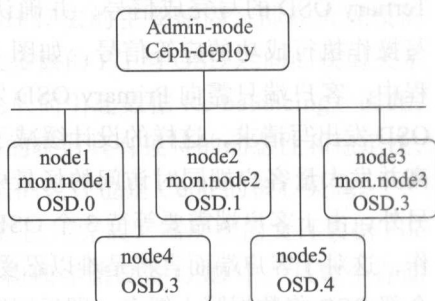 Admin-node
Ceph-deploy
node1
mon.node1
OSD.0
node2
mon.node2
OSD.1
node3
mon.node3
OSD.3
node4
OSD.3
node5
OSD.4